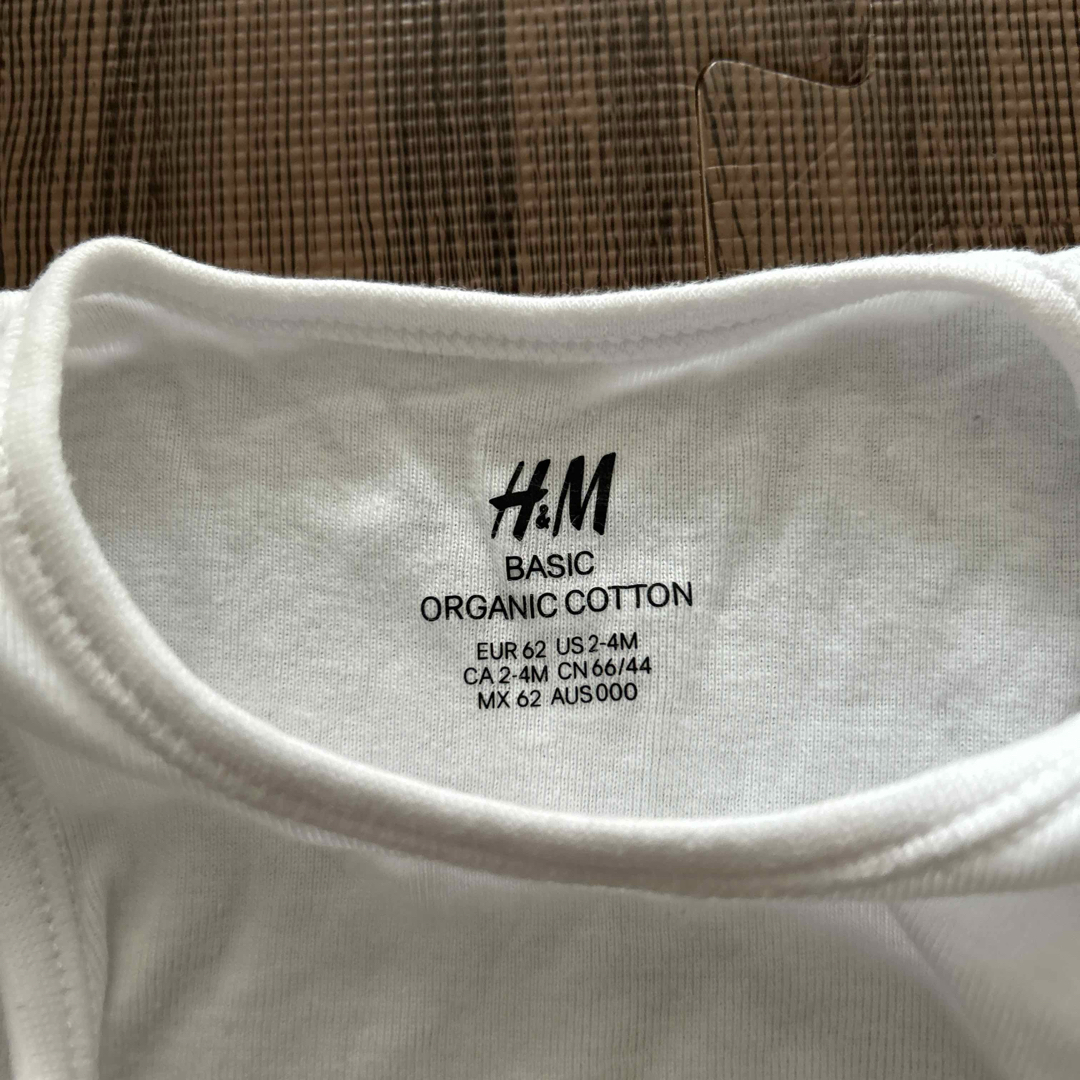 H&M
BASIC
ORGANIC COTTON
EUR 62 US 2-4M
CA 2-4M CN 66/44
MX 62 AUS 000